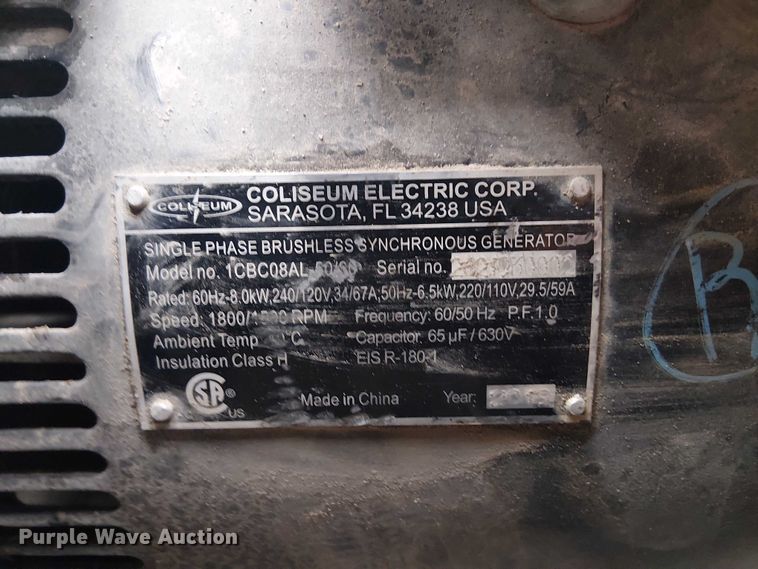 COLISEUM
COLISEUM ELECTRIC CORP.
SARASOTA, FL 34238 USA
SINGLE PHASE BRUSHLESS SYNCHRONOUS GENERATOR
Model no. 1CBC08AL Serial no.
Rated: 60Hz-8.0kW,240/120V,34/67A,50Hz-6.5kW,220/110V,29.5/59A
Speed: 1800/1500 RPM Frequency: 60/50 Hz P.F.1.0
Ambient Temp °C Capacitor 65 µF / 630V
Insulation Class H EIS R-180-1
SA
US
Made in China Year:
B
Purple Wave Auction